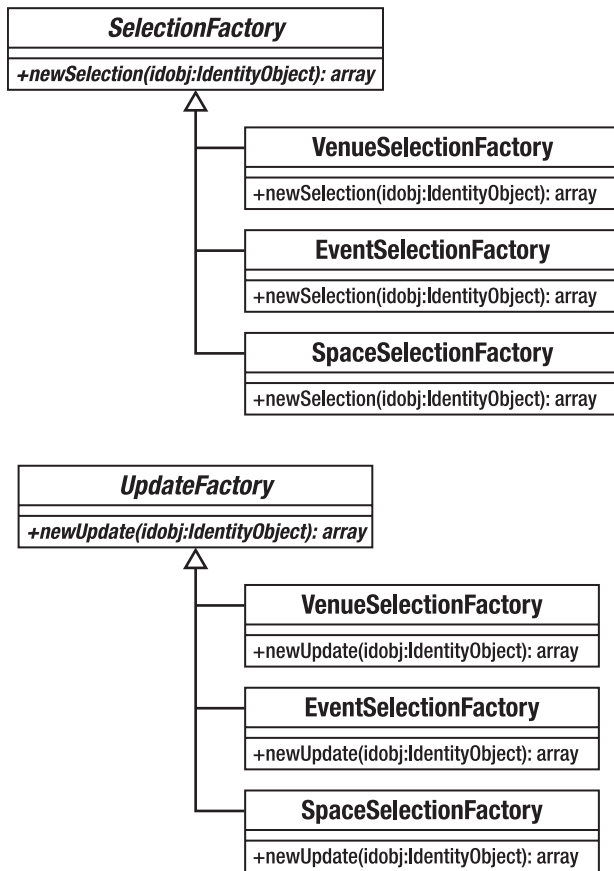 SelectionFactory
+newSelection(idobj:IdentityObject): array
VenueSelectionFactory
+newSelection(idobj:IdentityObject): array
EventSelectionFactory
+newSelection(idobj:IdentityObject): array
SpaceSelectionFactory
+newSelection(idobj:IdentityObject): array
UpdateFactory
+newUpdate(idobj:IdentityObject): array
VenueSelectionFactory
+newUpdate(idobj:IdentityObject): array
EventSelectionFactory
+newUpdate(idobj:IdentityObject): array
SpaceSelectionFactory
+newUpdate(idobj:IdentityObject): array